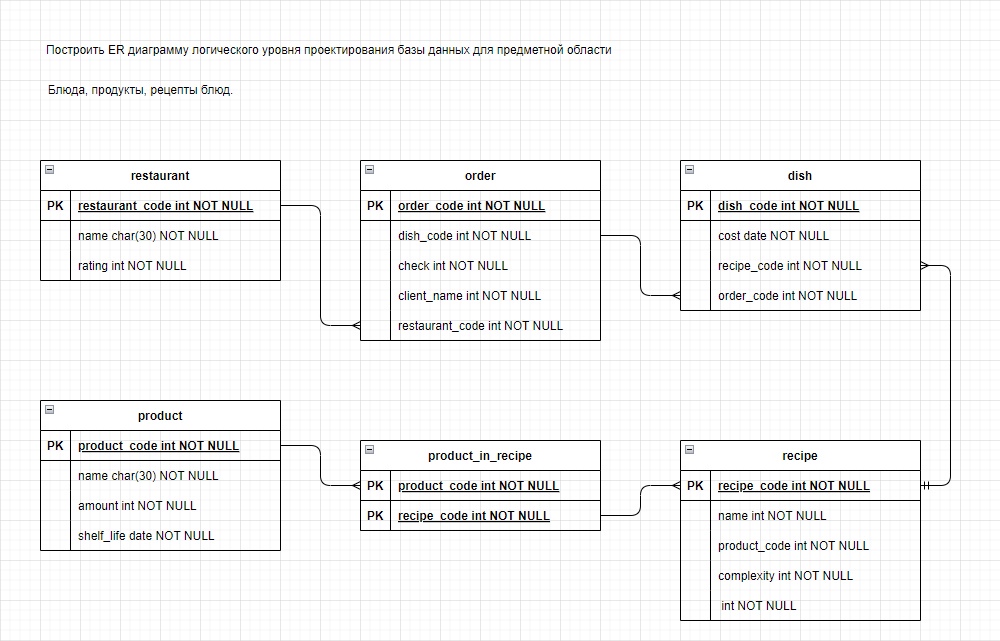 Построить ER диаграмму логического уровня проектирования базы данных для предметной области
Блюда, продукты, рецепты блюд.
restaurant
PK restaurant_code int NOT NULL
name char(30) NOT NULL
rating int NOT NULL
order
PK order_code int NOT NULL
dish_code int NOT NULL
check int NOT NULL
client_name int NOT NULL
restaurant_code int NOT NULL
dish
PK dish_code int NOT NULL
cost date NOT NULL
recipe_code int NOT NULL
order_code int NOT NULL
product
PK product_code int NOT NULL
name char(30) NOT NULL
amount int NOT NULL
shelf_life date NOT NULL
product_in_recipe
PK product_code int NOT NULL
PK recipe_code int NOT NULL
recipe
PK recipe_code int NOT NULL
name int NOT NULL
product_code int NOT NULL
complexity int NOT NULL
int NOT NULL